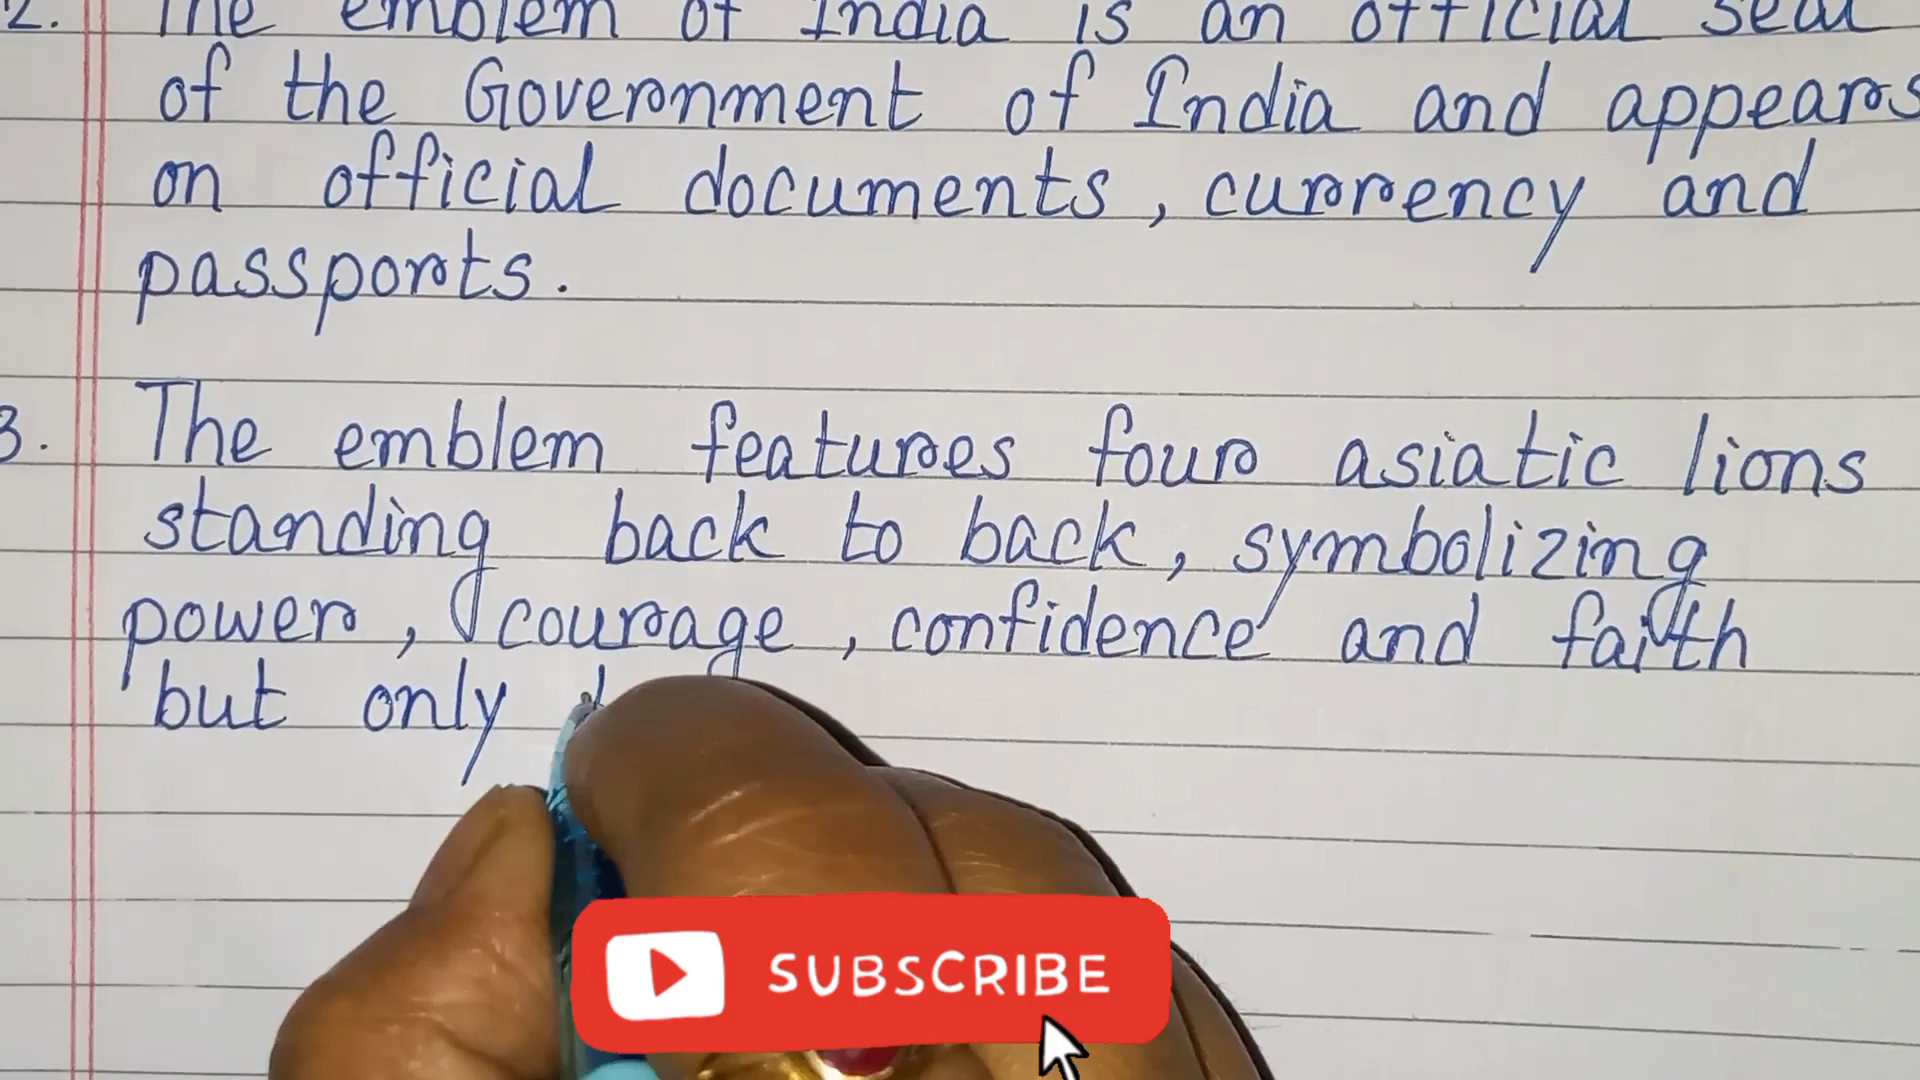 2. The emblem of India is an official seal
of the Government of India and appears
on official documents, currency and
passports.
3. The emblem features four asiatic lions
standing back to back, symbolizing
power, courage, confidence and faith
but only
SUBSCRIBE